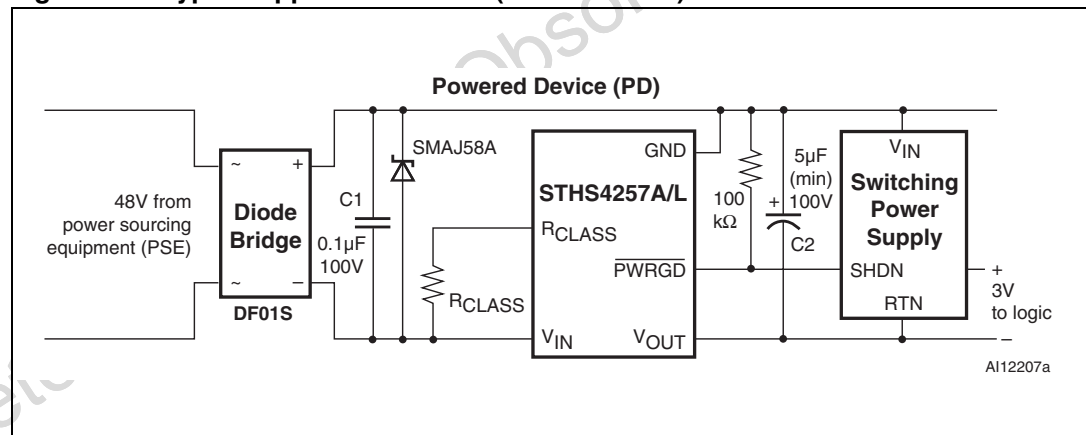 Powered Device (PD)
48V from
power sourcing
equipment (PSE)
~ +
Diode
Bridge
~ −
DF01S
C1
0.1µF
100V
SMAJ58A
RCLASS
STHS4257A/L
GND
RCLASS
PWRGD
VIN VOUT
100
kΩ
5µF
(min)
100V
+
C2
VIN
Switching
Power
Supply
SHDN
RTN
+
3V
to logic
−
AI12207a